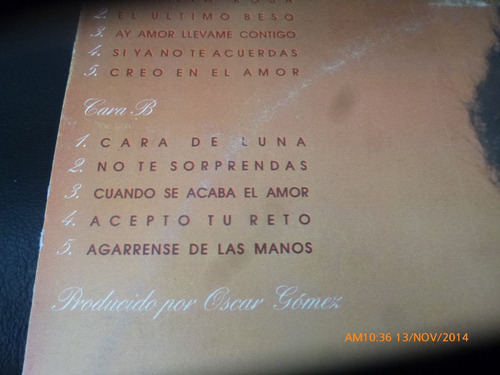 ROSA
2. EL ULTIMO BESO
3. AY AMOR LLEVAME CONTIGO
4. SI YA NO TE ACUERDAS
5. CREO EN EL AMOR
Cara B
1. CARA DE LUNA
2. NO TE SORPRENDAS
3. CUANDO SE ACABA EL AMOR
4. ACEPTO TU RETO
5. AGARRENSE DE LAS MANOS
Producido por Oscar Gómez
AM10:36 13/NOV/2014